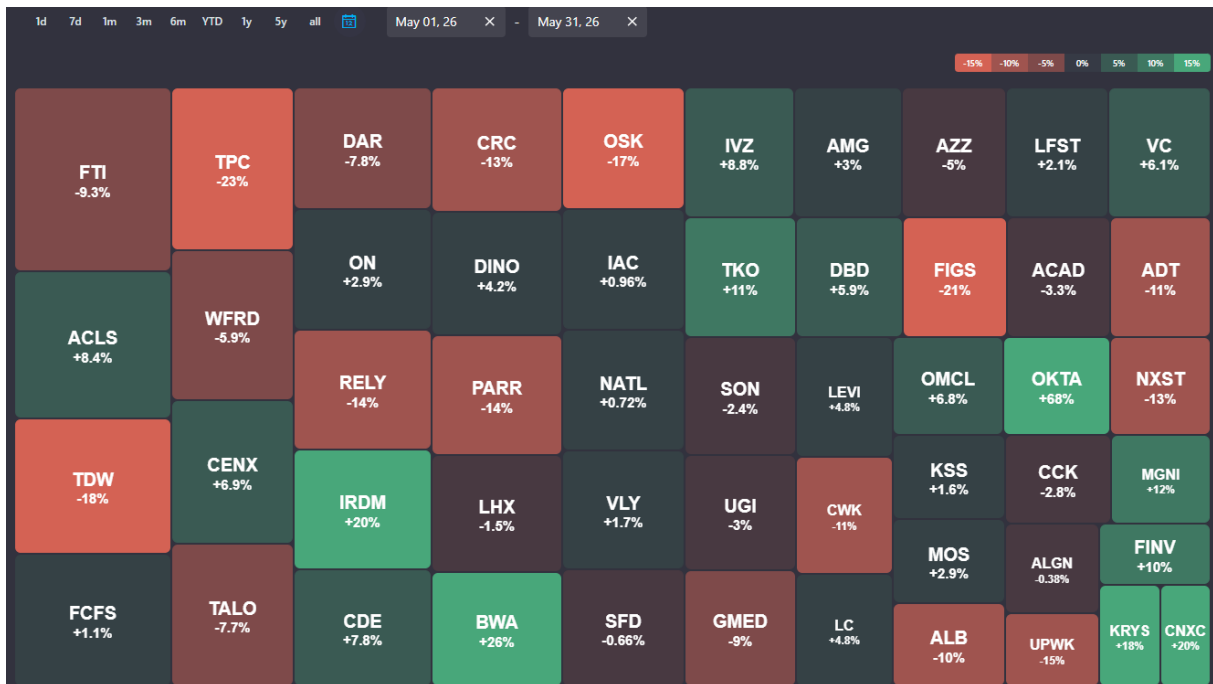 1d 7d 1m 3m 6m YTD 1y 5y all May 01, 26 - May 31, 26
-15% -10% -5% 0% 5% 10% 15%
FTI
-9.3%
ACLS
+8.4%
TDW
-18%
FCFS
+1.1%
TPC
-23%
WFRD
-5.9%
CENX
+6.9%
TALO
-7.7%
DAR
-7.8%
ON
+2.9%
RELY
-14%
IRDM
+20%
CDE
+7.8%
CRC
-13%
DINO
+4.2%
PARR
-14%
LHX
-1.5%
BWA
+26%
OSK
-17%
IAC
+0.96%
NATL
+0.72%
VLY
+1.7%
SFD
-0.66%
IVZ
+8.8%
TKO
+11%
SON
-2.4%
UGI
-3%
GMED
-9%
AMG
+3%
DBD
+5.9%
LEVI
+4.8%
CWK
-11%
LC
+4.8%
AZZ
-5%
FIGS
-21%
OMCL
+6.8%
KSS
+1.6%
MOS
+2.9%
ALB
-10%
LFST
+2.1%
ACAD
-3.3%
OKTA
+68%
CCK
-2.8%
ALGN
-0.38%
UPWK
-15%
VC
+6.1%
ADT
-11%
NXST
-13%
MGNI
+12%
FINV
+10%
KRYS
+18%
CNXC
+20%